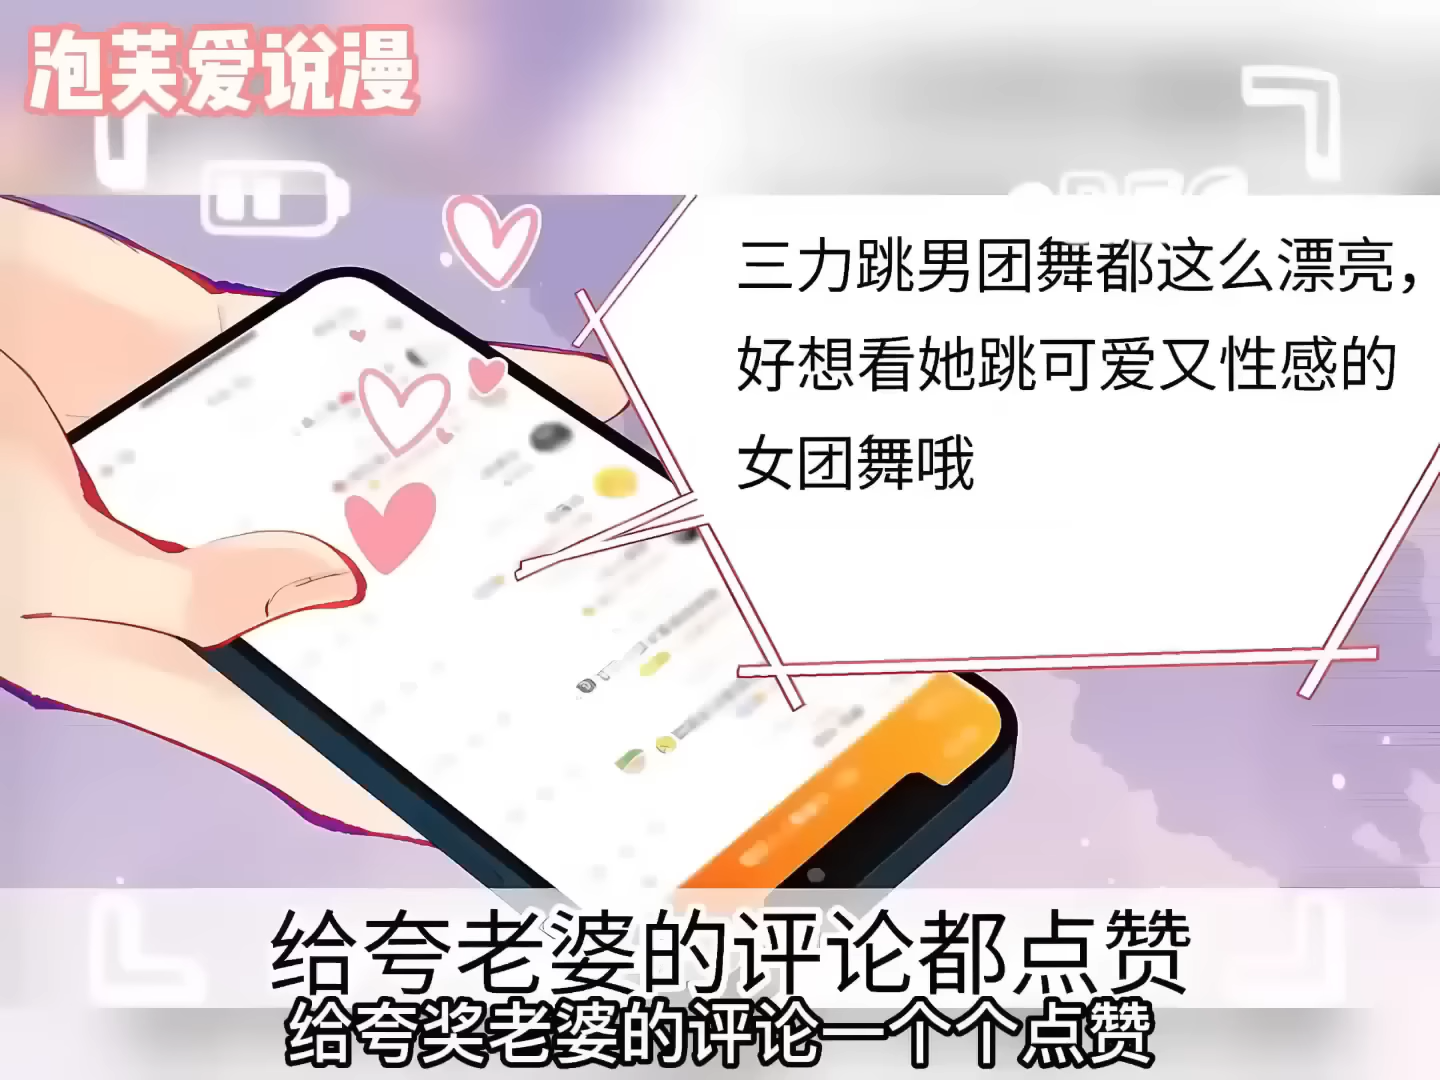 泡芙爱说漫
三力跳男团舞都这么漂亮，
好想看她跳可爱又性感的
女团舞哦
给夸老婆的评论都点赞
给夸奖老婆的评论一个个点赞